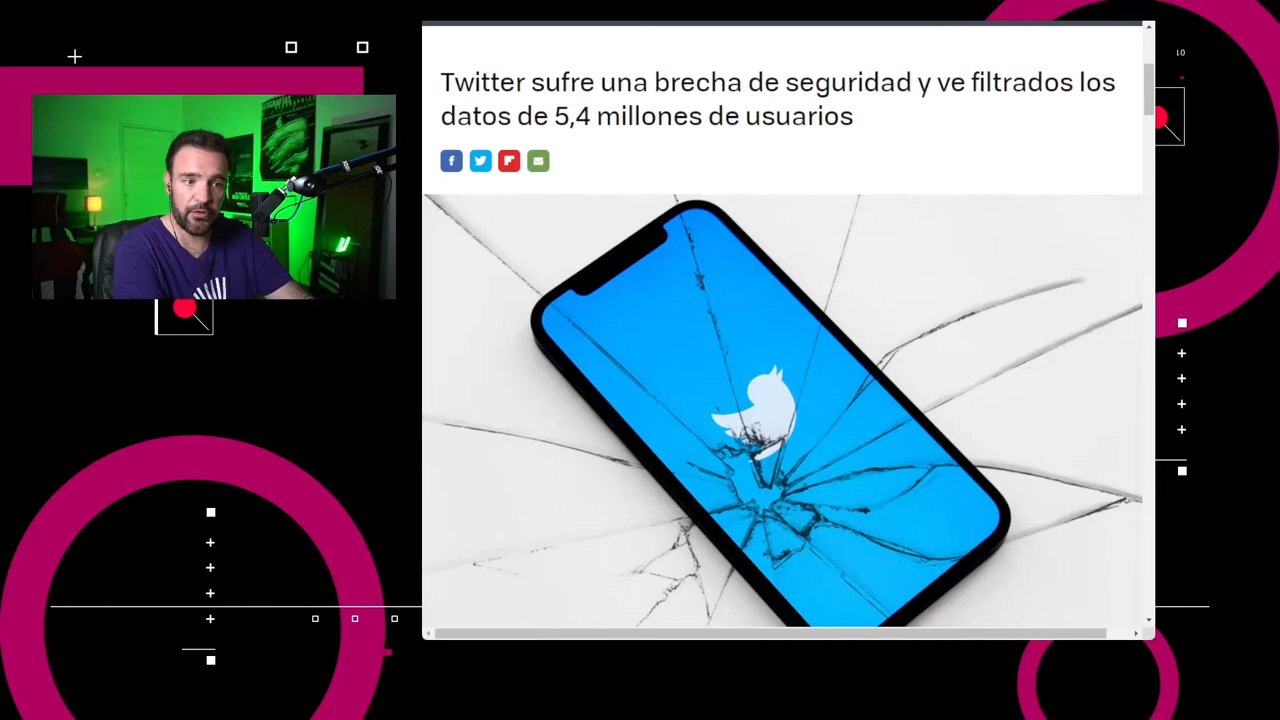 Twitter sufre una brecha de seguridad y ve filtrados los
datos de 5,4 millones de usuarios